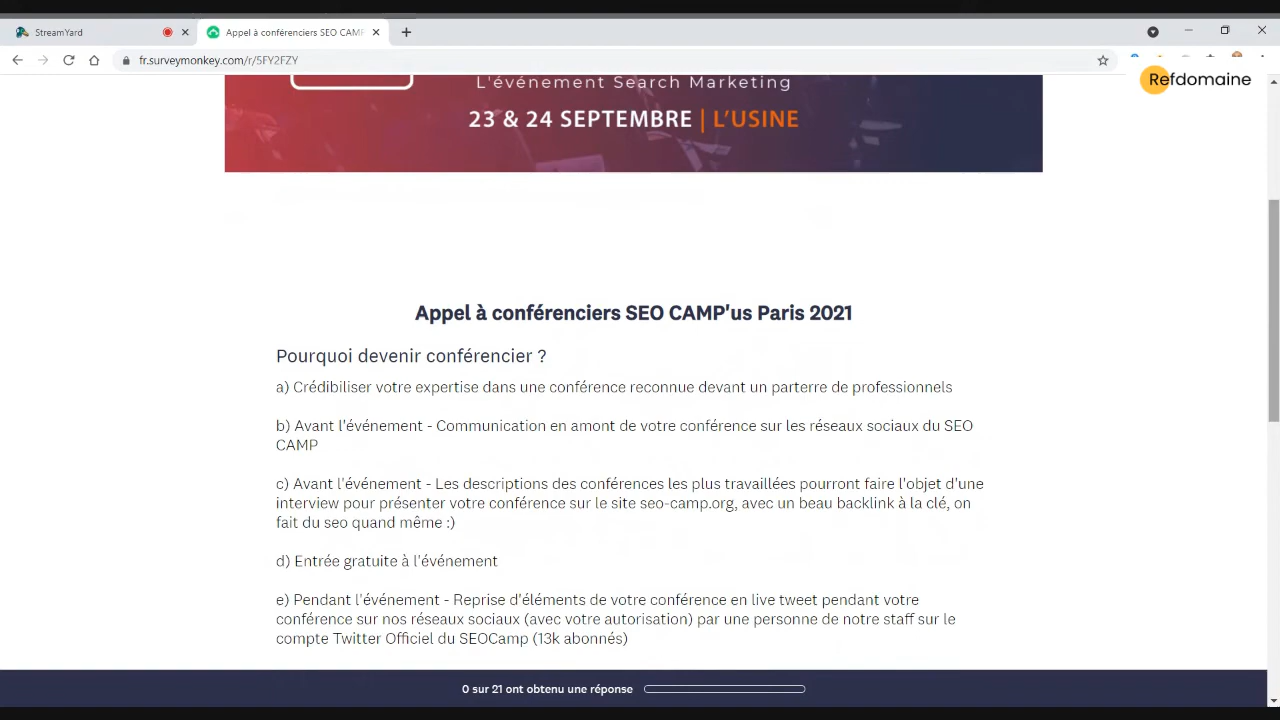 StreamYard
Appel à conférenciers SEO CAMP
fr.surveymonkey.com/r/5FY2FZY
Refdomaine
L'événement Search Marketing
23 & 24 SEPTEMBRE | L'USINE
Appel à conférenciers SEO CAMP'us Paris 2021
Pourquoi devenir conférencier ?
a) Crédibiliser votre expertise dans une conférence reconnue devant un parterre de professionnels
b) Avant l'événement - Communication en amont de votre conférence sur les réseaux sociaux du SEO
CAMP
c) Avant l'événement - Les descriptions des conférences les plus travaillées pourront faire l'objet d'une
interview pour présenter votre conférence sur le site seo-camp.org, avec un beau backlink à la clé, on
fait du seo quand même :)
d) Entrée gratuite à l'événement
e) Pendant l'événement - Reprise d'éléments de votre conférence en live tweet pendant votre
conférence sur nos réseaux sociaux (avec votre autorisation) par une personne de notre staff sur le
compte Twitter Officiel du SEOCamp (13k abonnés)
0 sur 21 ont obtenu une réponse